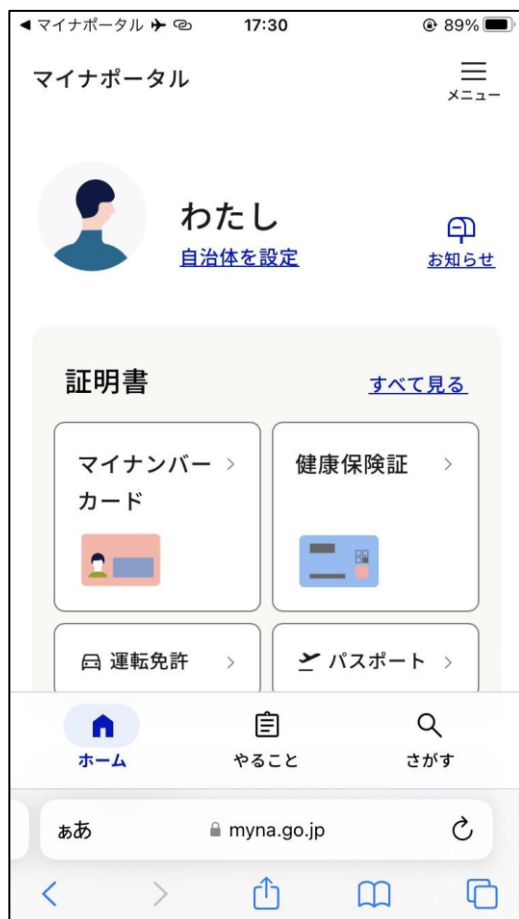 ◀ マイナポータル 17:30 89%
マイナポータル
メニュー
わたし
自治体を設定
お知らせ
証明書
すべて見る
マイナンバー
カード
健康保険証
運転免許
パスポート
ホーム
やること
さがす
ぁあ myna.go.jp